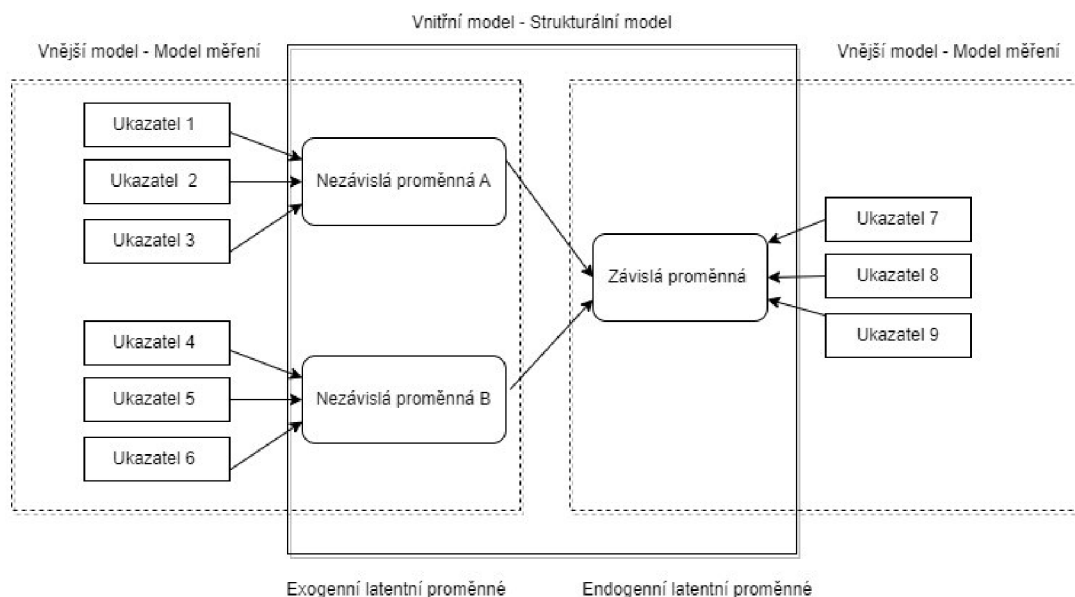 Vnitřní model - Strukturální model
Vnější model - Model měření
Vnější model - Model měření
Ukazatel 1
Ukazatel 2
Ukazatel 3
Nezávislá proměnná A
Ukazatel 4
Ukazatel 5
Ukazatel 6
Nezávislá proměnná B
Závislá proměnná
Ukazatel 7
Ukazatel 8
Ukazatel 9
Exogenní latentní proměnné
Endogenní latentní proměnné